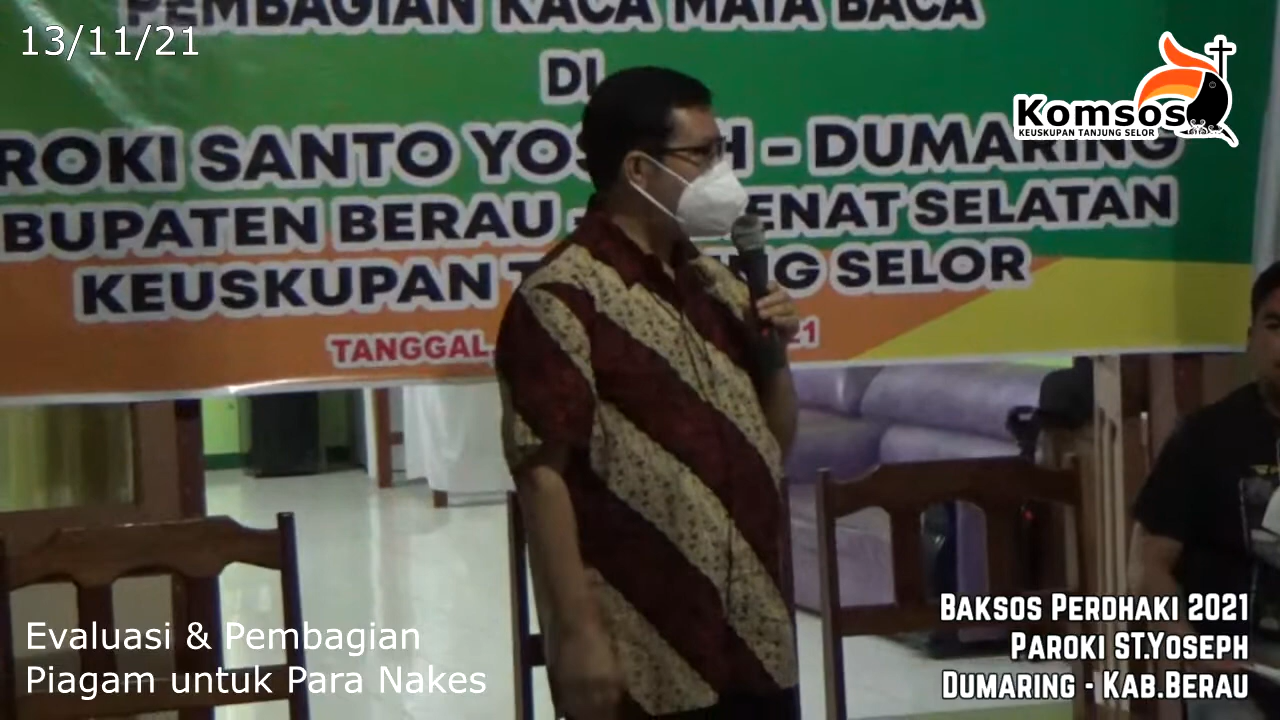 PEMBAGIAN KACA MATA BACA
13/11/21
DI
Komsos
KEUSKUPAN TANJUNG SELOR
ROKI SANTO YOS H - DUMARING
BUPATEN BERAU - ENAT SELATAN
KEUSKUPAN T NG SELOR
TANGGAL 21
Evaluasi & Pembagian
Piagam untuk Para Nakes
BAKSOS PERDHAKI 2021
PAROKI ST.YOSEPH
DUMARING - KAB.BERAU